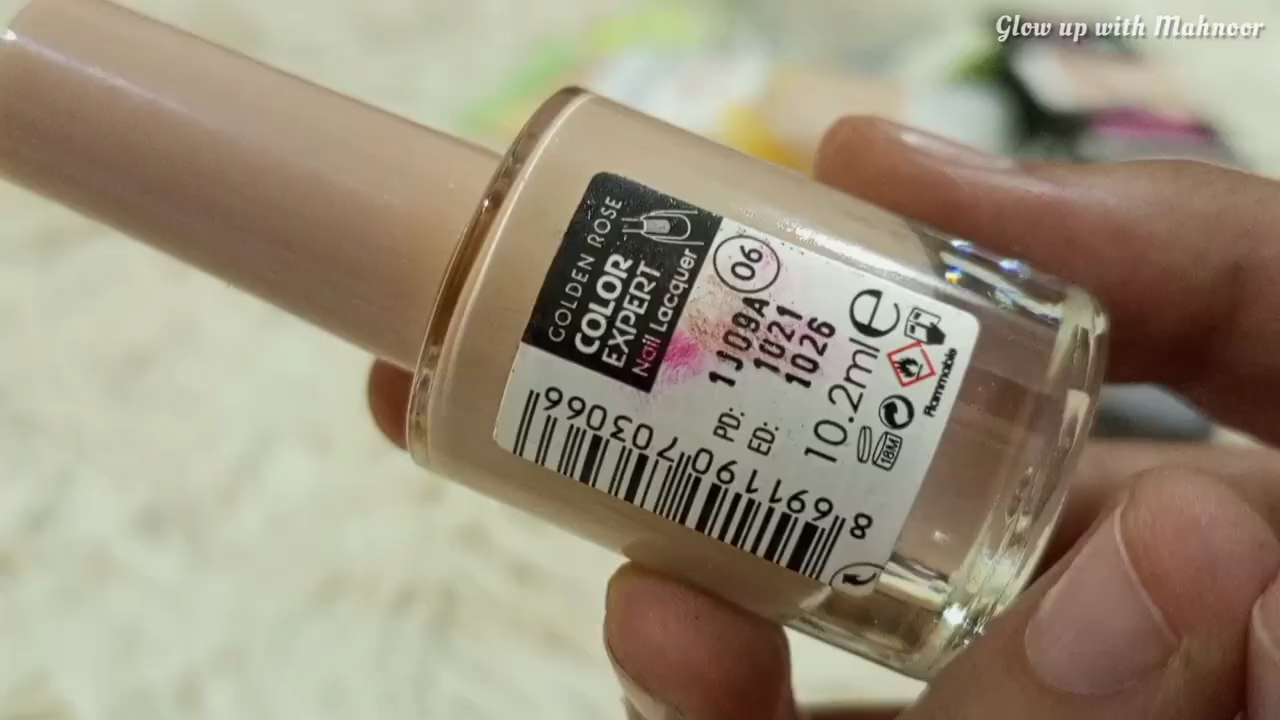 Glow up with Mahnoor
GOLDEN ROSE
COLOR
EXPERT
Nail Lacquer
06
1J09A
PD: 1021
ED: 1026
10.2ml e
18M
Flammable
8 691190 703066